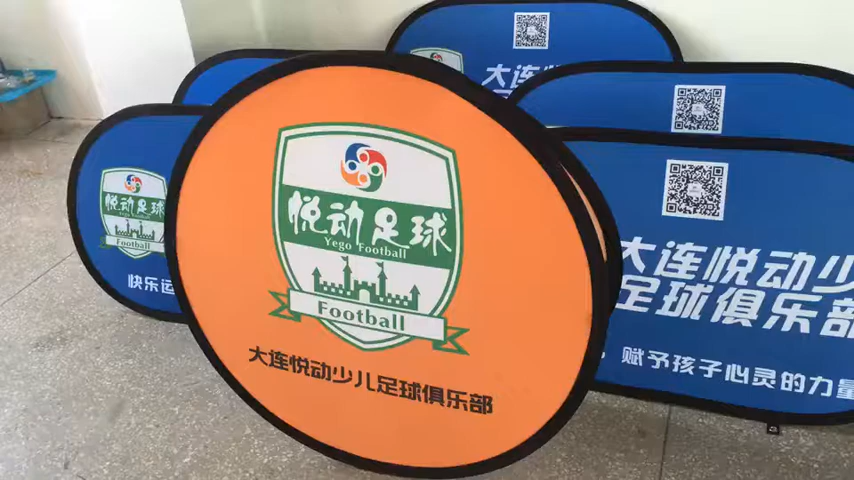 大连悦
悦动足球
Yego Football
Football
快乐运
悦动足球
Yego Football
Football
大连悦动少儿足球俱乐部
大连悦动少
足球俱乐部
赋予孩子心灵的力量